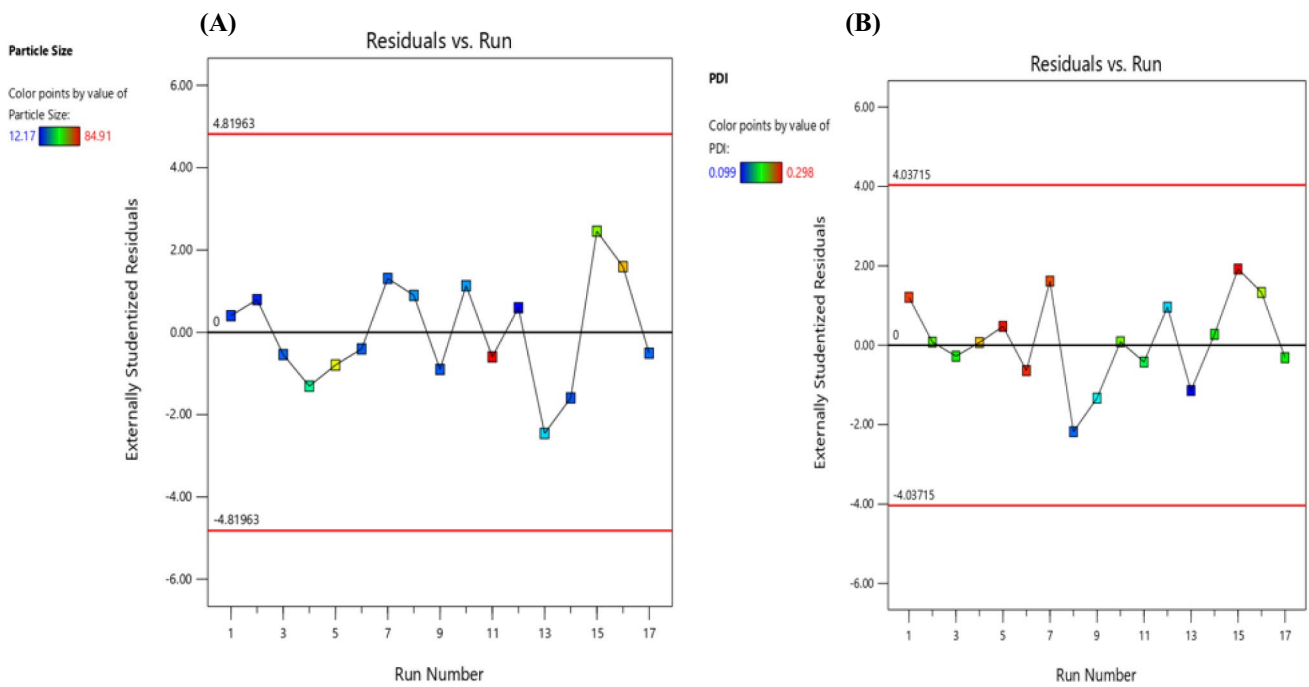 (A)
Particle Size
Color points by value of
Particle Size:
12.17 84.91
Residuals vs. Run
Externally Studentized Residuals
6.00
4.00
2.00
0.00
-2.00
-4.00
-6.00
4.81963
0
-4.81963
1 3 5 7 9 11 13 15 17
Run Number
(B)
PDI
Color points by value of
PDI:
0.099 0.298
Residuals vs. Run
Externally Studentized Residuals
6.00
4.00
2.00
0.00
-2.00
-4.00
-6.00
4.03715
0
-4.03715
1 3 5 7 9 11 13 15 17
Run Number